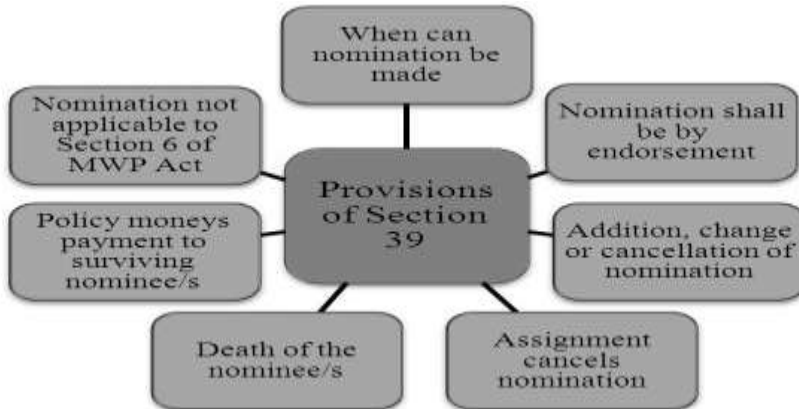 When can
nomination be
made
Nomination not
applicable to
Section 6 of
MWP Act
Nomination shall
be by
endorsement
Provisions
of Section
39
Policy moneys
payment to
surviving
nominee/s
Addition, change
or cancellation of
nomination
Death of the
nominee/s
Assignment
cancels
nomination